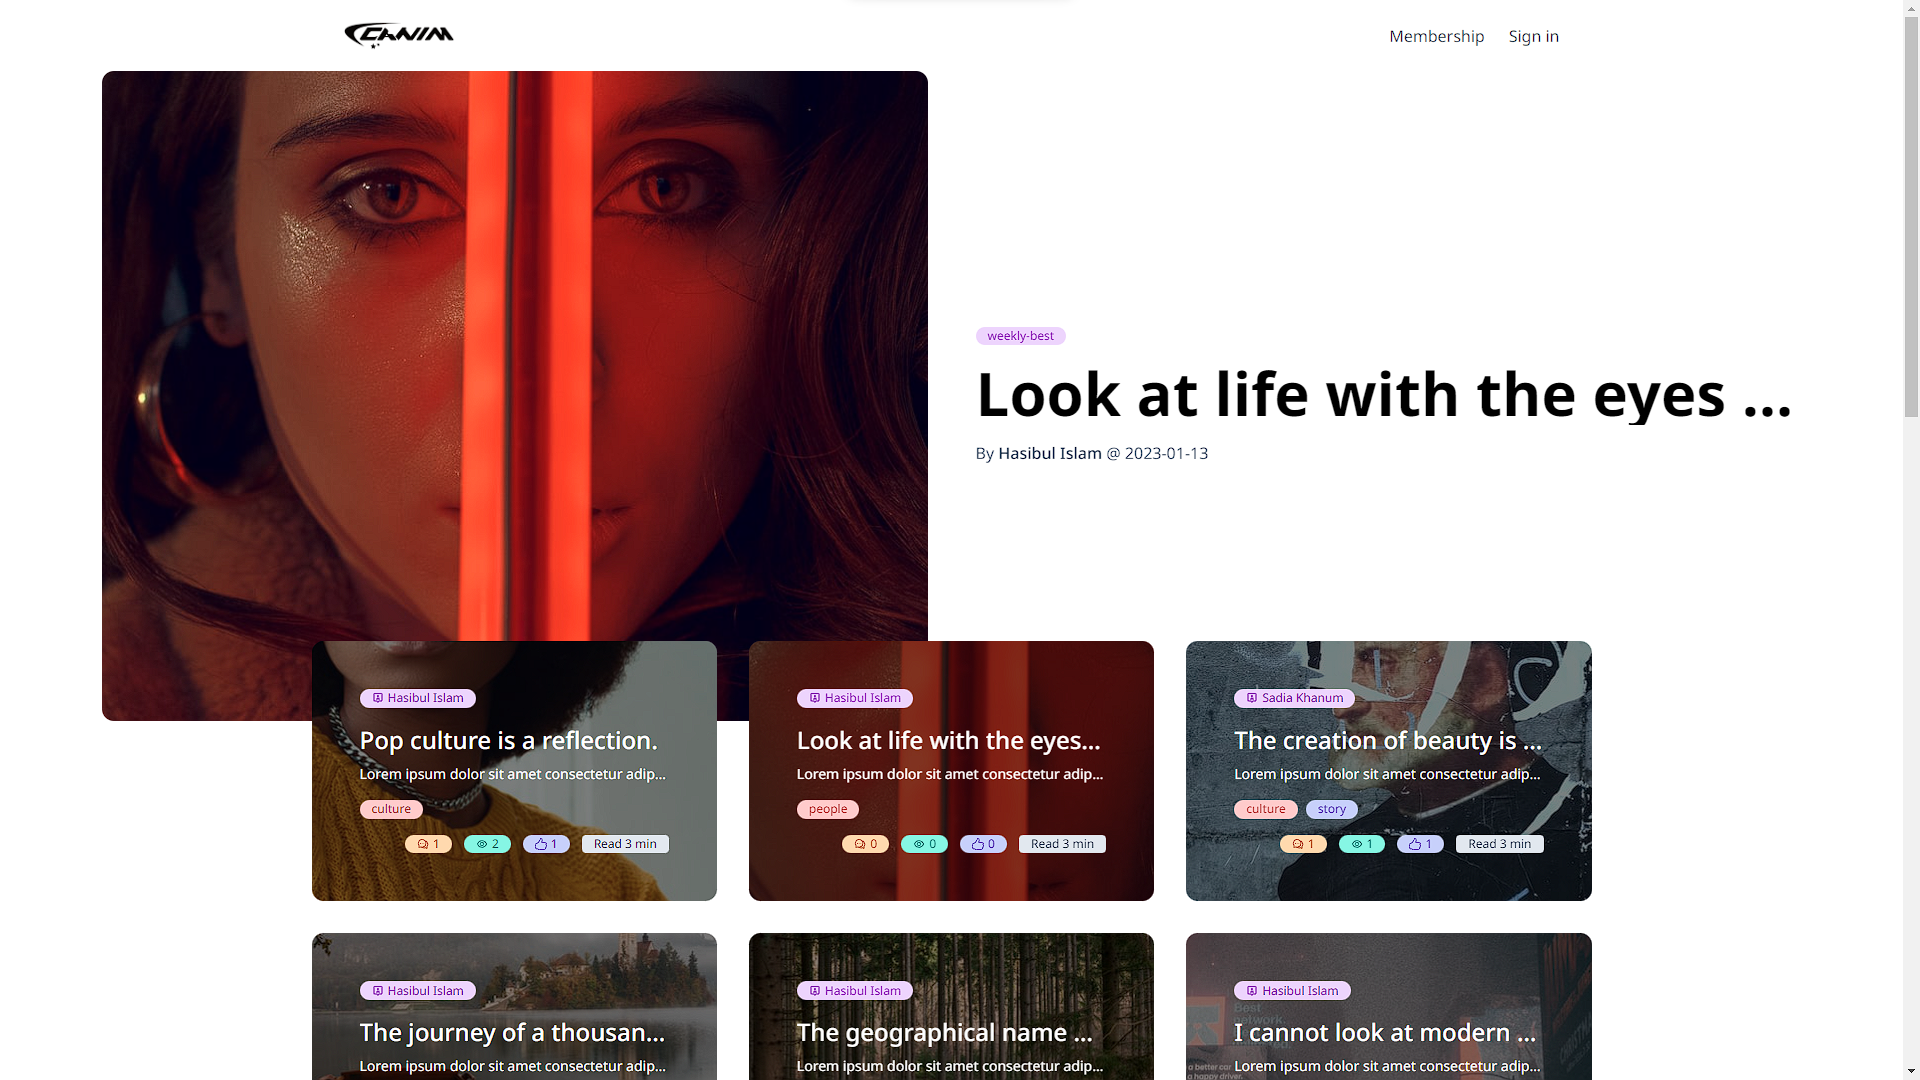 CANIM
Membership
Sign in
weekly-best
Look at life with the eyes ...
By Hasibul Islam @ 2023-01-13
Hasibul Islam
Pop culture is a reflection.
Lorem ipsum dolor sit amet consectetur adip...
culture
1
2
1
Read 3 min
Hasibul Islam
Look at life with the eyes...
Lorem ipsum dolor sit amet consectetur adip...
people
0
0
0
Read 3 min
Sadia Khanum
The creation of beauty is ...
Lorem ipsum dolor sit amet consectetur adip...
culture
story
1
1
1
Read 3 min
Hasibul Islam
The journey of a thousan...
Lorem ipsum dolor sit amet consectetur adip...
Hasibul Islam
The geographical name ...
Lorem ipsum dolor sit amet consectetur adip...
Hasibul Islam
Best
network.
I cannot look at modern ...
Lorem ipsum dolor sit amet consectetur adip...
a better car
a happy driver.